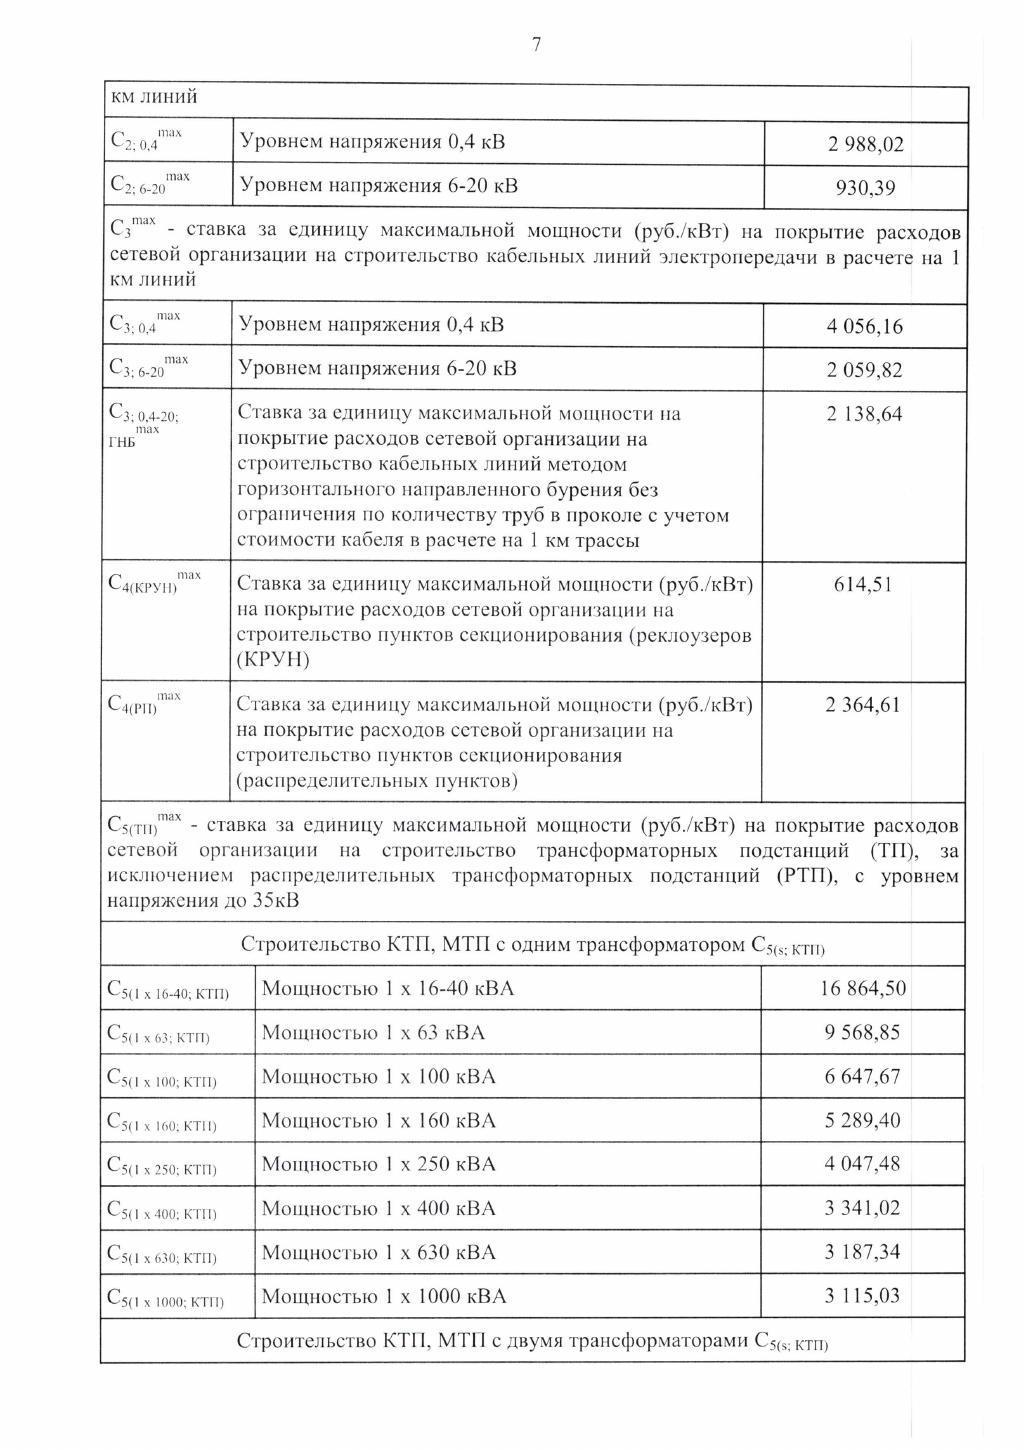 7
км линий
C2; 0,4 max Уровнем напряжения 0,4 кВ 2 988,02
C2; 6-20 max Уровнем напряжения 6-20 кВ 930,39
C3 max - ставка за единицу максимальной мощности (руб./кВт) на покрытие расходов
сетевой организации на строительство кабельных линий электропередачи в расчете на 1
км линий
C3; 0,4 max Уровнем напряжения 0,4 кВ 4 056,16
C3; 6-20 max Уровнем напряжения 6-20 кВ 2 059,82
C3; 0,4-20; ГНБ max Ставка за единицу максимальной мощности на 2 138,64
покрытие расходов сетевой организации на
строительство кабельных линий методом
горизонтального направленного бурения без
ограничения по количеству труб в проколе с учетом
стоимости кабеля в расчете на 1 км трассы
C4(КРУН) max Ставка за единицу максимальной мощности (руб./кВт) 614,51
на покрытие расходов сетевой организации на
строительство пунктов секционирования (реклоузеров
(КРУН)
C4(РП) max Ставка за единицу максимальной мощности (руб./кВт) 2 364,61
на покрытие расходов сетевой организации на
строительство пунктов секционирования
(распределительных пунктов)
C5(ТП) max - ставка за единицу максимальной мощности (руб./кВт) на покрытие расходов
сетевой организации на строительство трансформаторных подстанций (ТП), за
исключением распределительных трансформаторных подстанций (РТП), с уровнем
напряжения до 35кВ
Строительство КТП, МТП с одним трансформатором C5(s; КТП)
C5(1 x 16-40; КТП) Мощностью 1 x 16-40 кВА 16 864,50
C5(1 x 63; КТП) Мощностью 1 x 63 кВА 9 568,85
C5(1 x 100; КТП) Мощностью 1 x 100 кВА 6 647,67
C5(1 x 160; КТП) Мощностью 1 x 160 кВА 5 289,40
C5(1 x 250; КТП) Мощностью 1 x 250 кВА 4 047,48
C5(1 x 400; КТП) Мощностью 1 x 400 кВА 3 341,02
C5(1 x 630; КТП) Мощностью 1 x 630 кВА 3 187,34
C5(1 x 1000; КТП) Мощностью 1 x 1000 кВА 3 115,03
Строительство КТП, МТП с двумя трансформаторами C5(s; КТП)